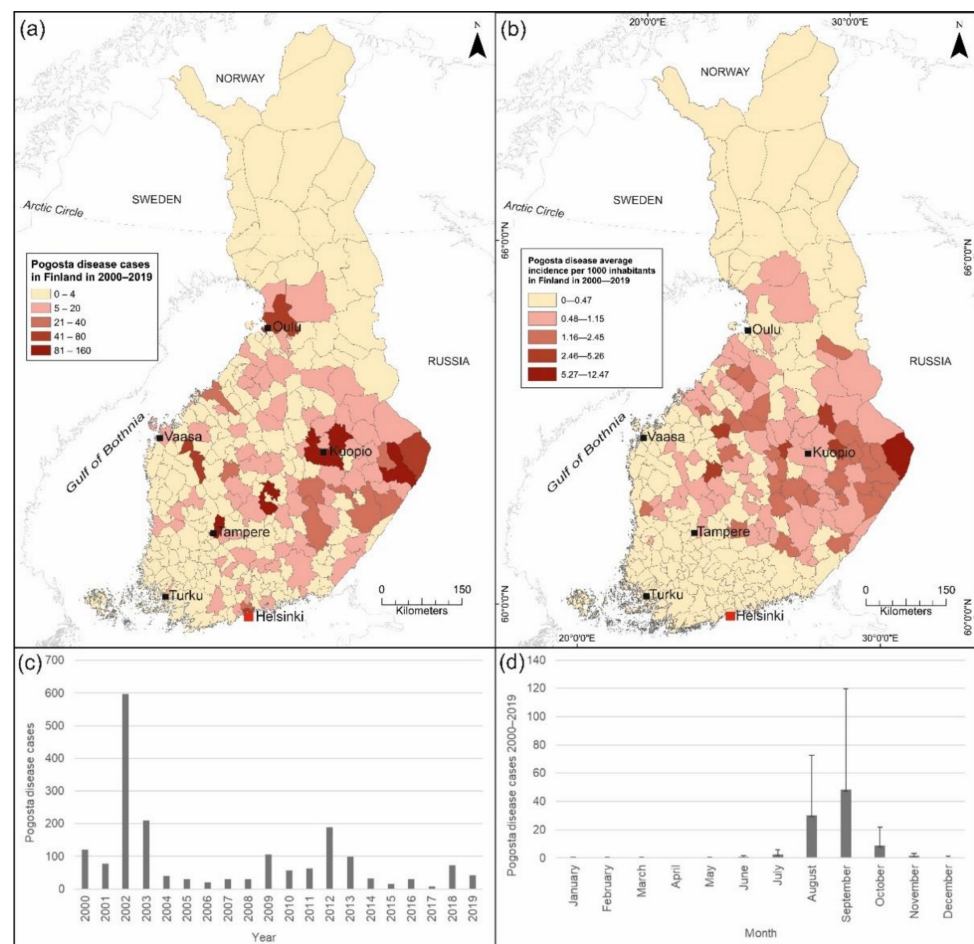 (a)
N
NORWAY
SWEDEN
Arctic Circle
66°0'0"N
Pogosta disease cases
in Finland in 2000–2019
0 – 4
5 – 20
21 – 40
41 – 80
81 – 160
Oulu
RUSSIA
Gulf of Bothnia
Vaasa
Kuopio
Tampere
Turku
Helsinki
0 150
Kilometers
60°0'0"N
(b)
20°0'0"E 30°0'0"E
N
NORWAY
SWEDEN
Arctic Circle
66°0'0"N
Pogosta disease average
incidence per 1000 inhabitants
in Finland in 2000—2019
0—0.47
0.48—1.15
1.16—2.45
2.46—5.26
5.27—12.47
Oulu
RUSSIA
Gulf of Bothnia
Vaasa
Kuopio
Tampere
Turku
Helsinki
0 150
Kilometers
60°0'0"N
20°0'0"E 30°0'0"E
(c)
Pogosta disease cases
700
600
500
400
300
200
100
0
2000 2001 2002 2003 2004 2005 2006 2007 2008 2009 2010 2011 2012 2013 2014 2015 2016 2017 2018 2019
Year
(d)
Pogosta disease cases 2000–2019
140
120
100
80
60
40
20
0
January February March April May June July August September October November December
Month